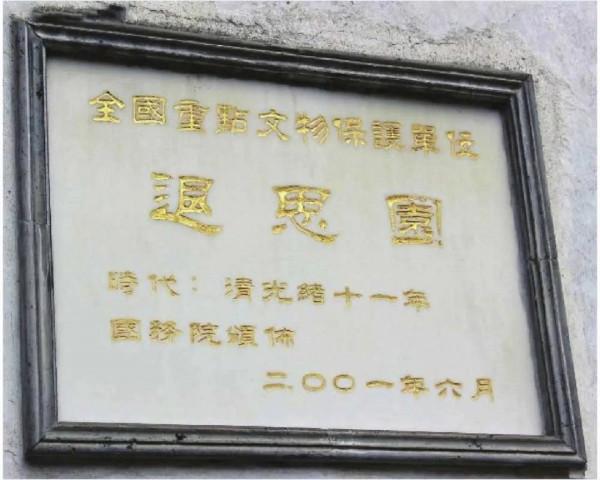 全國重點文物保護單位
退思園
時代：清光緒十一年
國務院頒佈
二〇〇一年六月